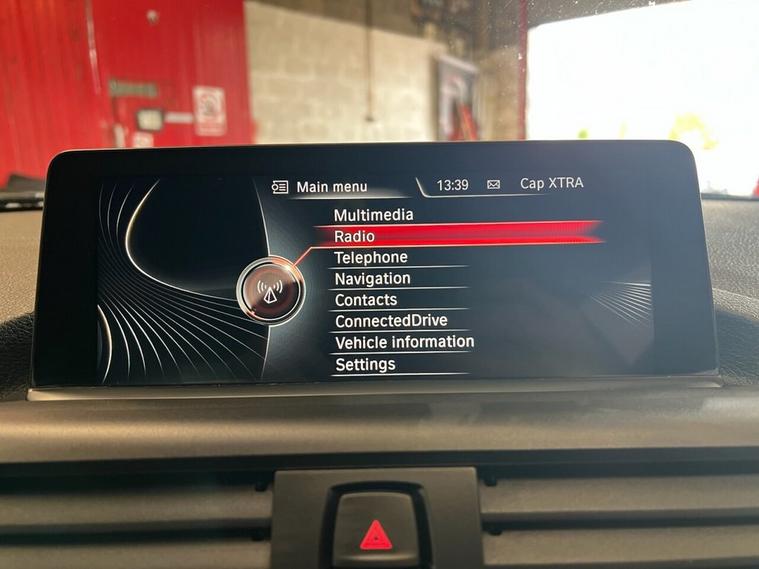 Main menu 13:39 Cap XTRA
Multimedia
Radio
Telephone
Navigation
Contacts
ConnectedDrive
Vehicle information
Settings